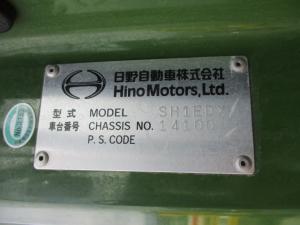 日野自動車株式会社
Hino Motors, Ltd.
型式 MODEL SH1EDX
車台番号 CHASSIS NO. 14100
P.S. CODE